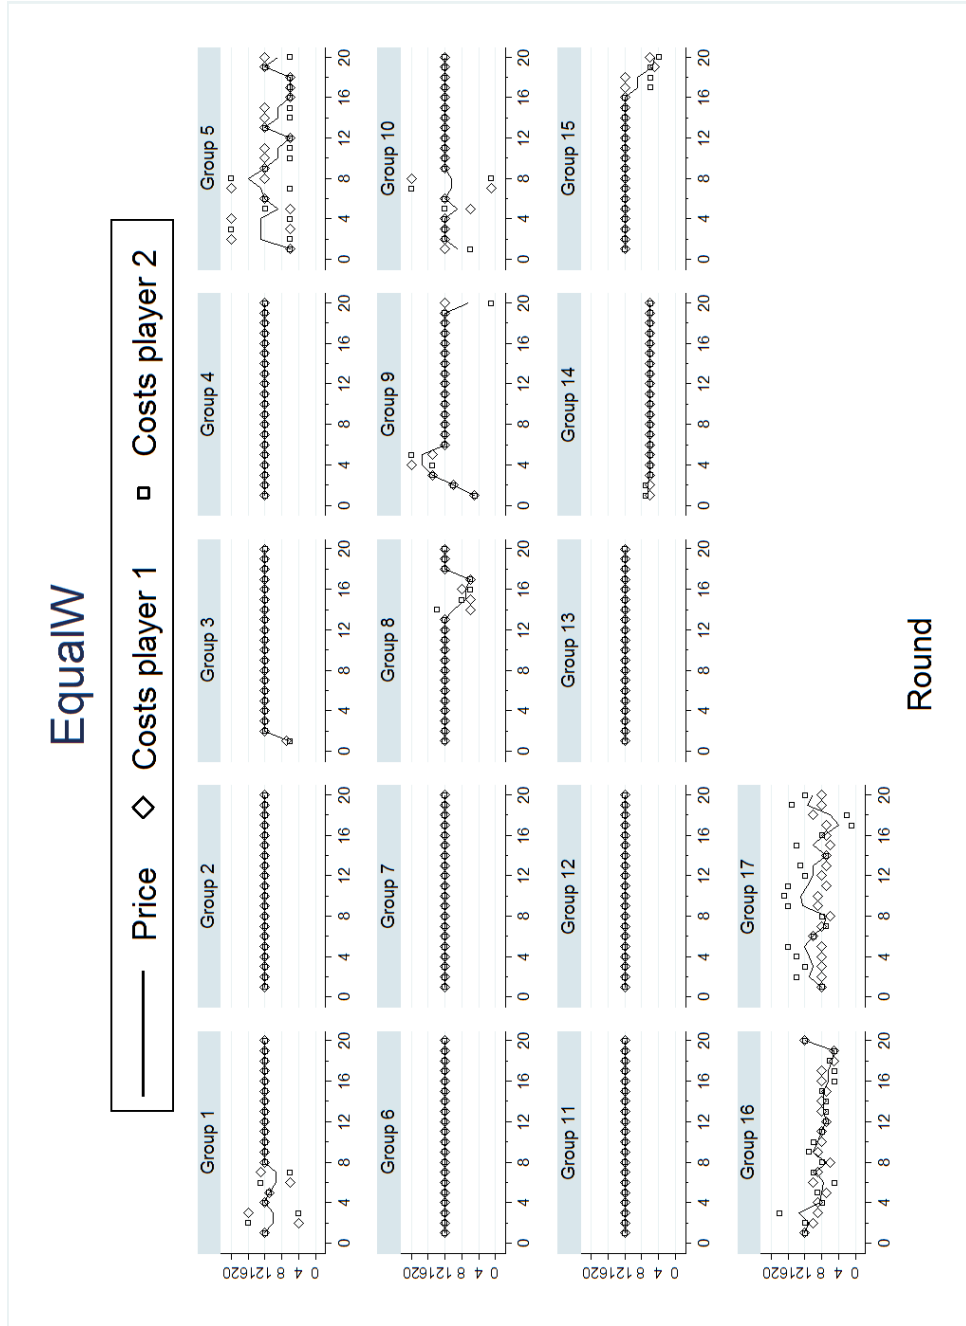 EqualW
Price Costs player 1 Costs player 2
Group 1 Group 2 Group 3 Group 4 Group 5
0 4 8 12 16 20
0 4 8 12 16 20 0 4 8 12 16 20 0 4 8 12 16 20 0 4 8 12 16 20 0 4 8 12 16 20
Group 6 Group 7 Group 8 Group 9 Group 10
0 4 8 12 16 20
0 4 8 12 16 20 0 4 8 12 16 20 0 4 8 12 16 20 0 4 8 12 16 20 0 4 8 12 16 20
Group 11 Group 12 Group 13 Group 14 Group 15
0 4 8 12 16 20
0 4 8 12 16 20 0 4 8 12 16 20 0 4 8 12 16 20 0 4 8 12 16 20 0 4 8 12 16 20
Group 16 Group 17
0 4 8 12 16 20
0 4 8 12 16 20 0 4 8 12 16 20
Round